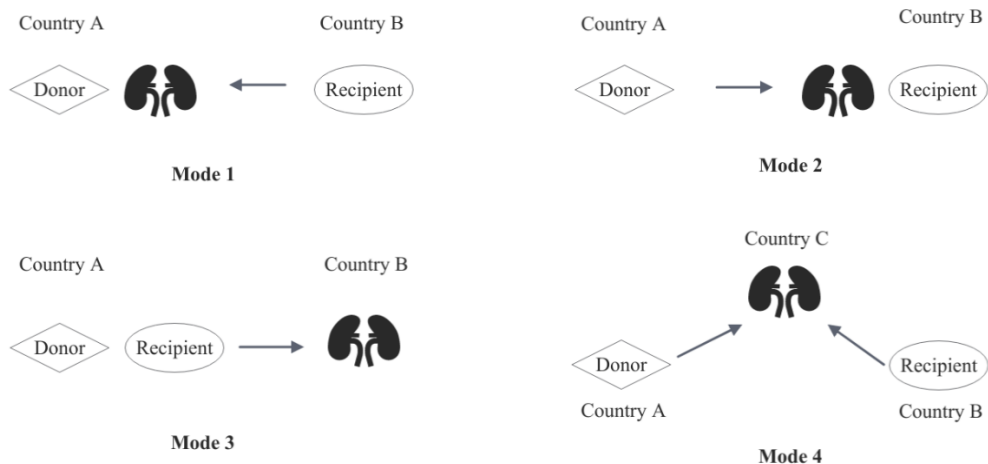 Country A
Country B
Donor
Recipient
Mode 1
Country A
Country B
Donor
Recipient
Mode 2
Country A
Country B
Donor
Recipient
Mode 3
Country C
Donor
Recipient
Country A
Country B
Mode 4